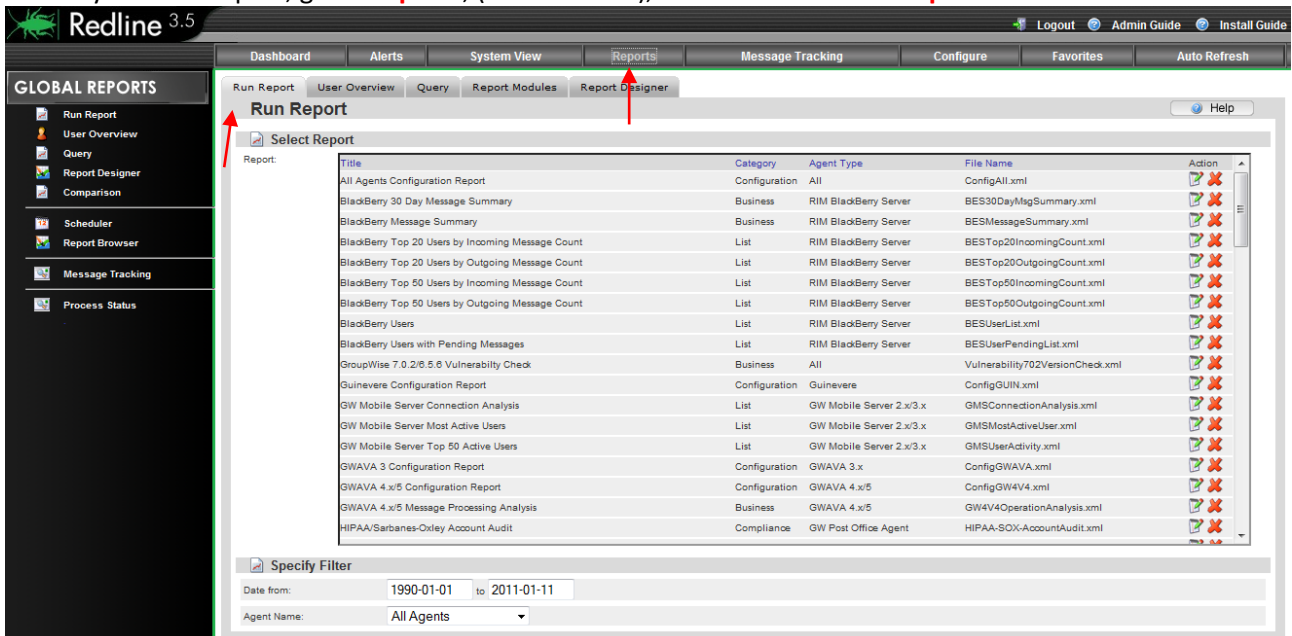 Redline 3.5
Logout Admin Guide Install Guide
Dashboard Alerts System View Reports Message Tracking Configure Favorites Auto Refresh
GLOBAL REPORTS
Run Report
User Overview
Query
Report Designer
Comparison
12 Scheduler
Report Browser
Message Tracking
Process Status
Run Report User Overview Query Report Modules Report Designer
Run Report
Help
Select Report
Report:
Title Category Agent Type File Name Action
All Agents Configuration Report Configuration All ConfigAll.xml
BlackBerry 30 Day Message Summary Business RIM BlackBerry Server BES30DayMsgSummary.xml
BlackBerry Message Summary Business RIM BlackBerry Server BESMessageSummary.xml
BlackBerry Top 20 Users by Incoming Message Count List RIM BlackBerry Server BESTop20IncomingCount.xml
BlackBerry Top 20 Users by Outgoing Message Count List RIM BlackBerry Server BESTop20OutgoingCount.xml
BlackBerry Top 50 Users by Incoming Message Count List RIM BlackBerry Server BESTop50IncomingCount.xml
BlackBerry Top 50 Users by Outgoing Message Count List RIM BlackBerry Server BESTop50OutgoingCount.xml
BlackBerry Users List RIM BlackBerry Server BESUserList.xml
BlackBerry Users with Pending Messages List RIM BlackBerry Server BESUserPendingList.xml
GroupWise 7.0.2/6.5.6 Vulnerabilty Check Business All Vulnerability702VersionCheck.xml
Guinevere Configuration Report Configuration Guinevere ConfigGUIN.xml
GW Mobile Server Connection Analysis List GW Mobile Server 2.x/3.x GMSConnectionAnalysis.xml
GW Mobile Server Most Active Users List GW Mobile Server 2.x/3.x GMSMostActiveUser.xml
GW Mobile Server Top 50 Active Users List GW Mobile Server 2.x/3.x GMSUserActivity.xml
GWAVA 3 Configuration Report Configuration GWAVA 3.x ConfigGWAVA.xml
GWAVA 4.x/5 Configuration Report Configuration GWAVA 4.x/5 ConfigGW4V4.xml
GWAVA 4.x/5 Message Processing Analysis Business GWAVA 4.x/5 GW4V4OperationAnalysis.xml
HIPAA/Sarbanes-Oxley Account Audit Compliance GW Post Office Agent HIPAA-SOX-AccountAudit.xml
Specify Filter
Date from: 1990-01-01 to 2011-01-11
Agent Name: All Agents